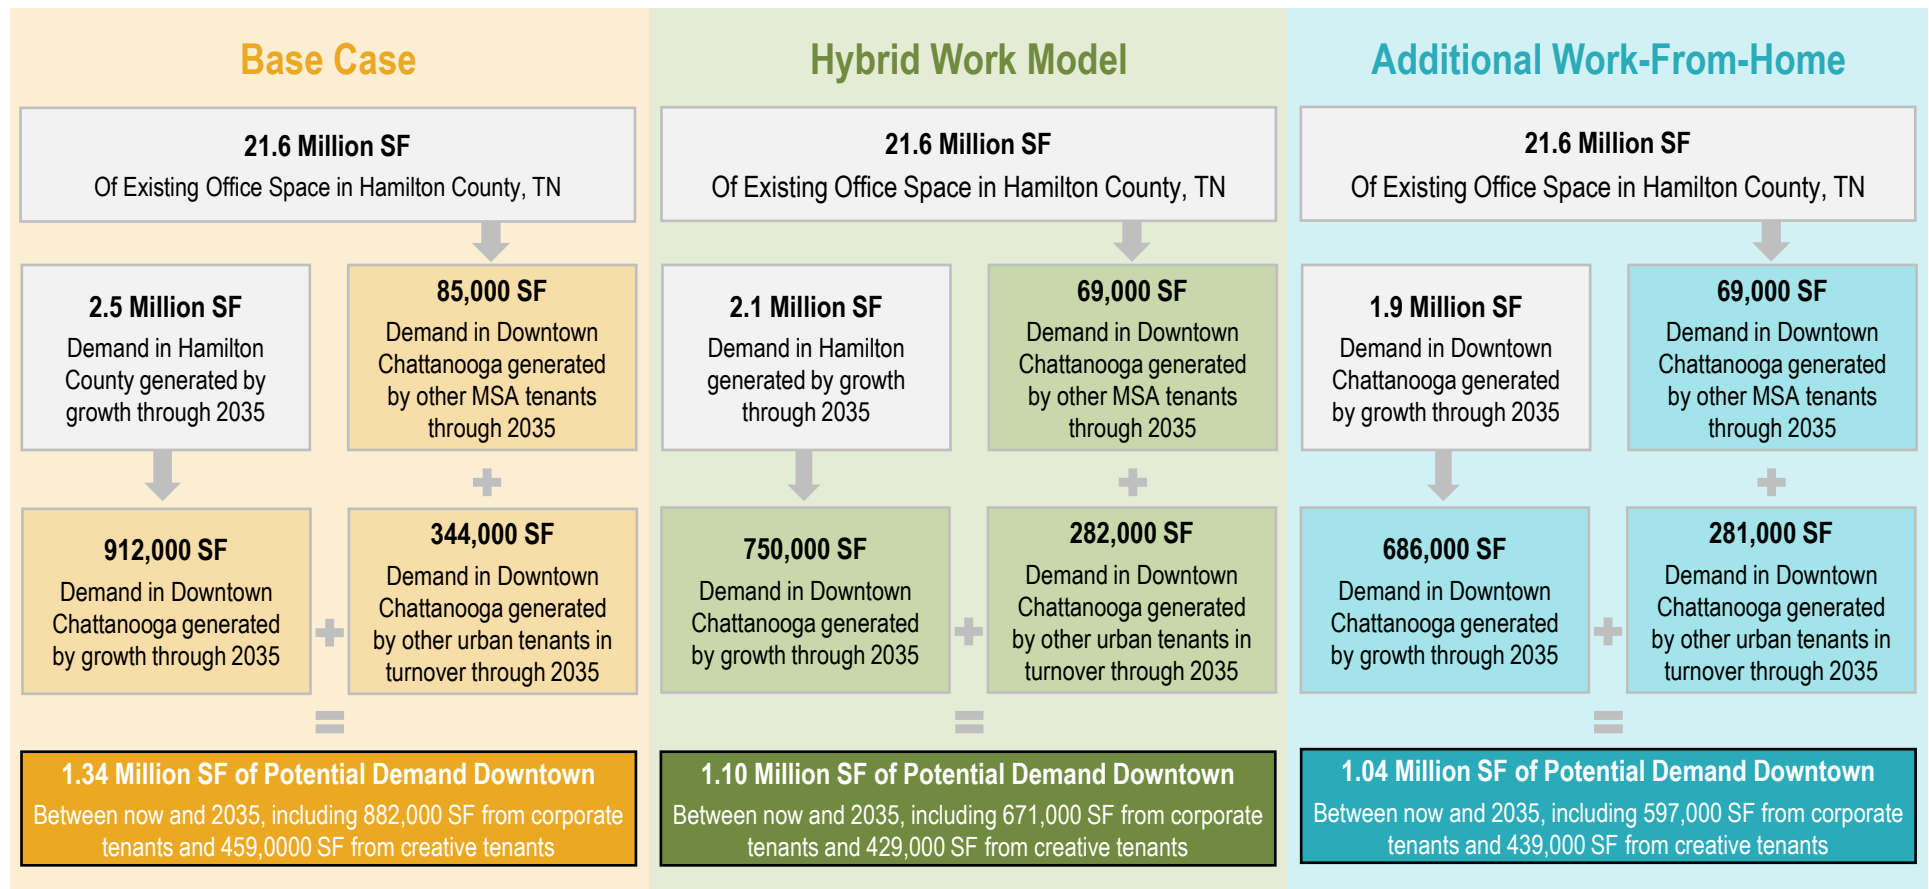 Base Case
21.6 Million SF
Of Existing Office Space in Hamilton County, TN
2.5 Million SF
Demand in Hamilton
County generated by
growth through 2035
85,000 SF
Demand in Downtown
Chattanooga generated
by other MSA tenants
through 2035
912,000 SF
Demand in Downtown
Chattanooga generated
by growth through 2035
344,000 SF
Demand in Downtown
Chattanooga generated
by other urban tenants in
turnover through 2035
1.34 Million SF of Potential Demand Downtown
Between now and 2035, including 882,000 SF from corporate
tenants and 459,0000 SF from creative tenants
Hybrid Work Model
21.6 Million SF
Of Existing Office Space in Hamilton County, TN
2.1 Million SF
Demand in Hamilton
generated by growth
through 2035
69,000 SF
Demand in Downtown
Chattanooga generated
by other MSA tenants
through 2035
750,000 SF
Demand in Downtown
Chattanooga generated
by growth through 2035
282,000 SF
Demand in Downtown
Chattanooga generated
by other urban tenants in
turnover through 2035
1.10 Million SF of Potential Demand Downtown
Between now and 2035, including 671,000 SF from corporate
tenants and 429,000 SF from creative tenants
Additional Work-From-Home
21.6 Million SF
Of Existing Office Space in Hamilton County, TN
1.9 Million SF
Demand in Downtown
Chattanooga generated
by growth through 2035
69,000 SF
Demand in Downtown
Chattanooga generated
by other MSA tenants
through 2035
686,000 SF
Demand in Downtown
Chattanooga generated
by growth through 2035
281,000 SF
Demand in Downtown
Chattanooga generated
by other urban tenants in
turnover through 2035
1.04 Million SF of Potential Demand Downtown
Between now and 2035, including 597,000 SF from corporate
tenants and 439,000 SF from creative tenants